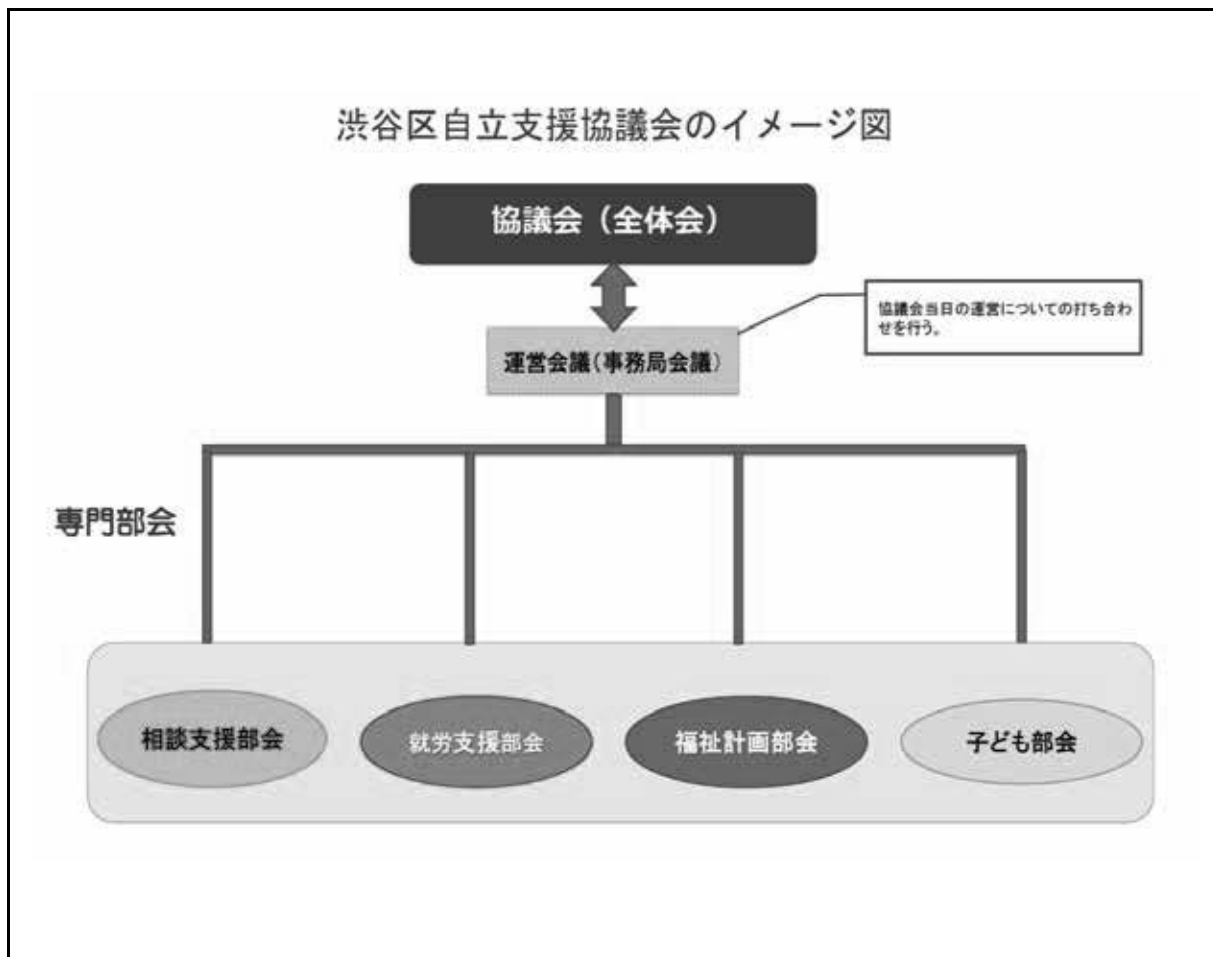 渋谷区自立支援協議会のイメージ図
協議会（全体会）
協議会当日の運営についての打ち合わ
せを行う。
運営会議(事務局会議)
専門部会
相談支援部会
就労支援部会
福祉計画部会
子ども部会